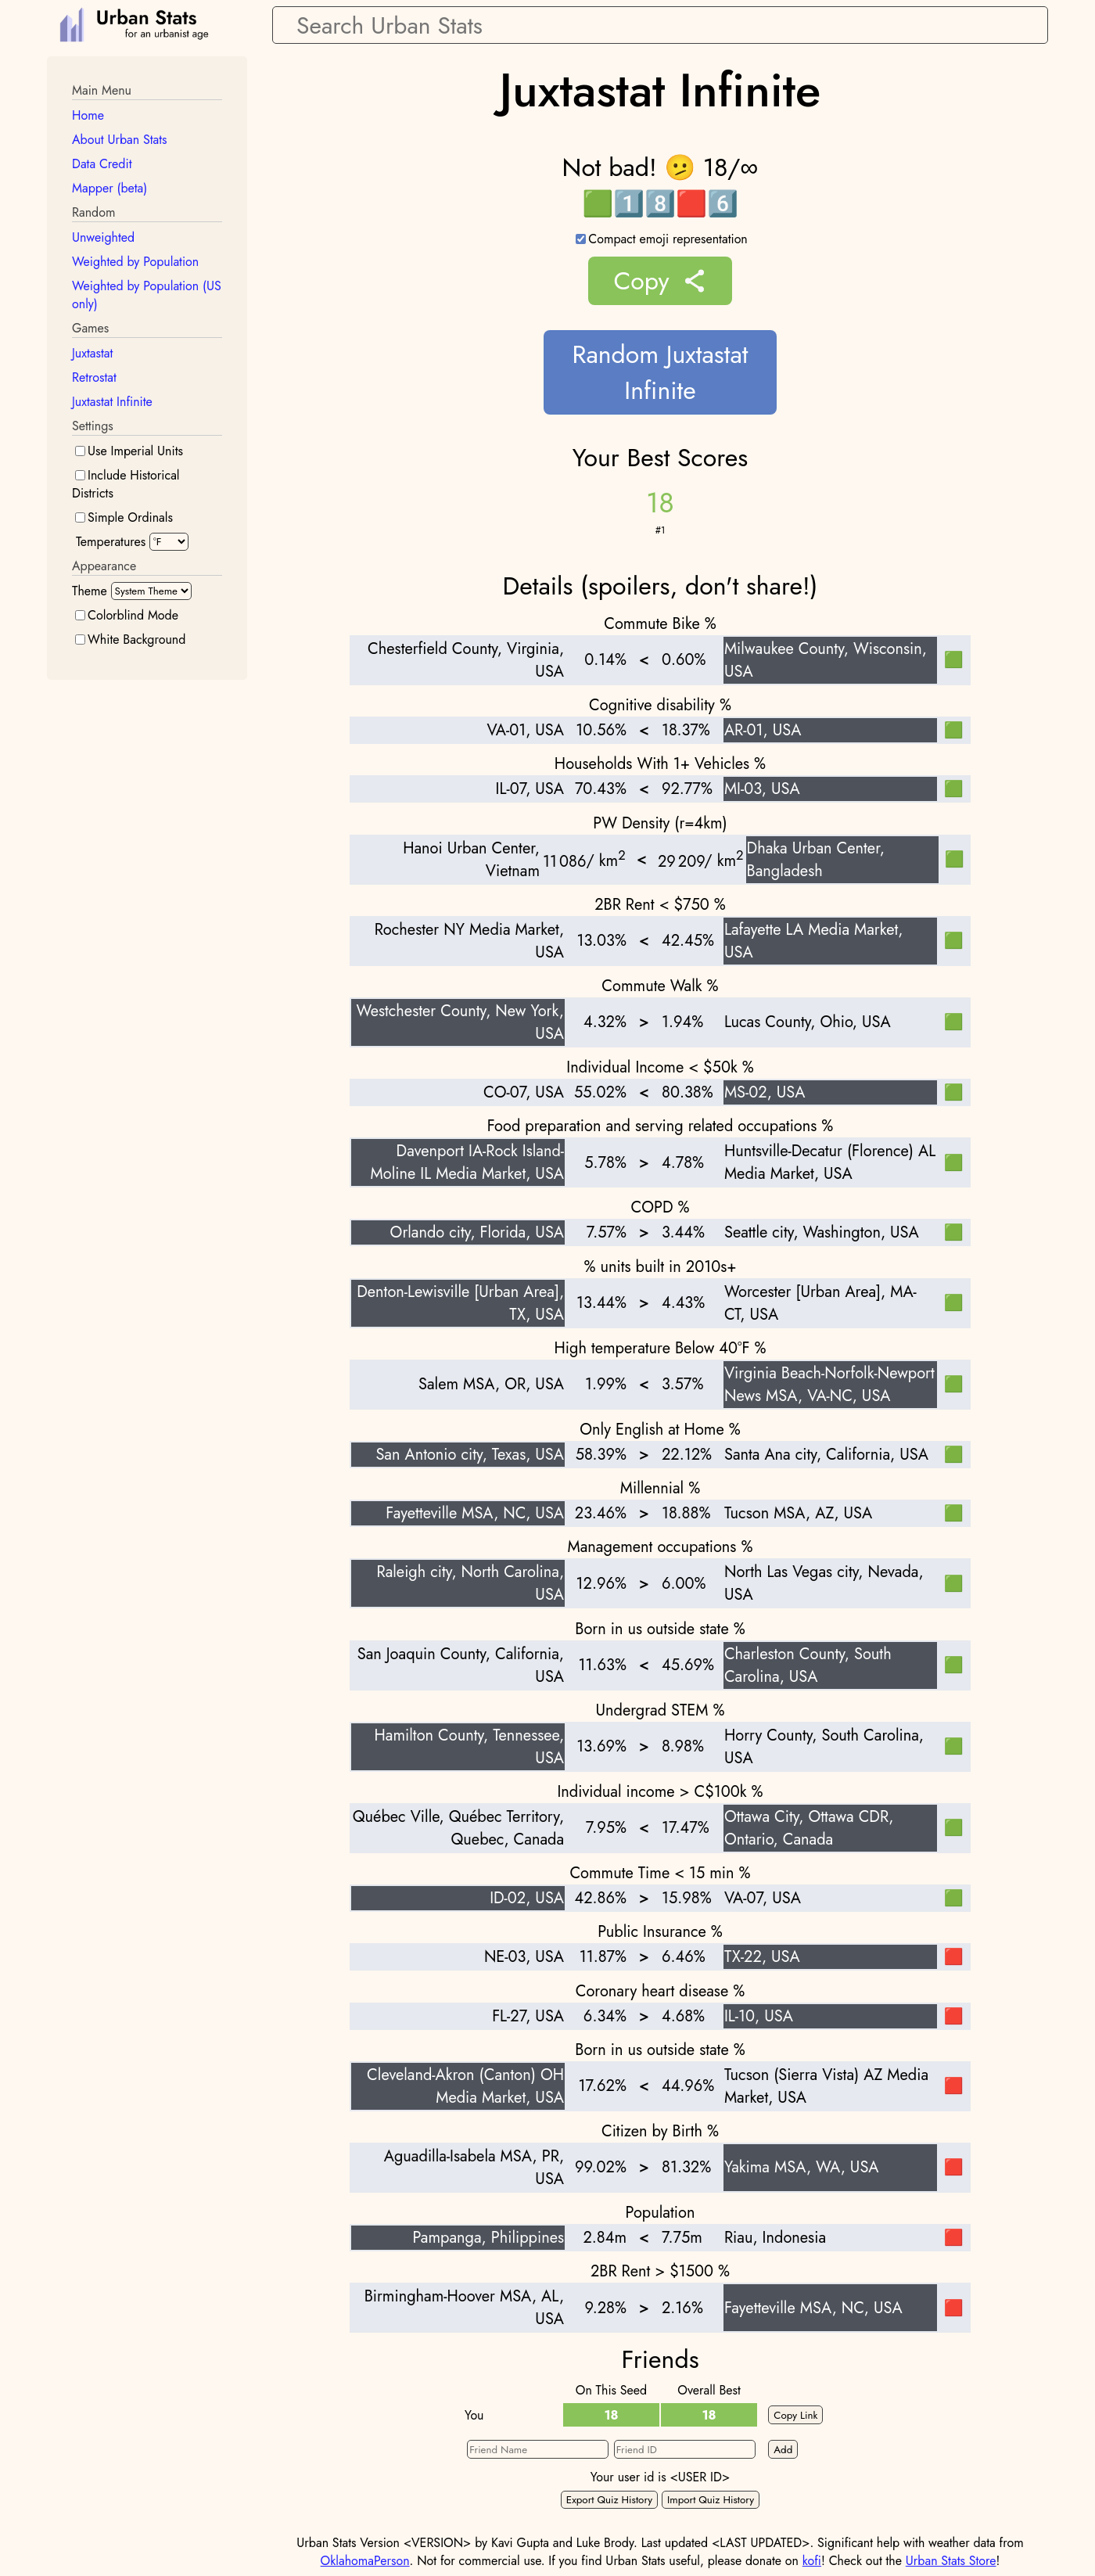 Urban Stats
for an urbanist age
Search Urban Stats
Main Menu
Home
About Urban Stats
Data Credit
Mapper (beta)
Random
Unweighted
Weighted by Population
Weighted by Population (US
only)
Games
Juxtastat
Retrostat
Juxtastat Infinite
Settings
Use Imperial Units
Include Historical
Districts
Simple Ordinals
Temperatures °F
Appearance
Theme System Theme
Colorblind Mode
White Background
Juxtastat Infinite
Not bad! 🫤 18/∞
🟩1️⃣8️⃣🟥6️⃣
Compact emoji representation
Copy
Random Juxtastat
Infinite
Your Best Scores
18
#1
Details (spoilers, don't share!)
Commute Bike %
Chesterfield County, Virginia,
USA
0.14% < 0.60%
Milwaukee County, Wisconsin,
USA
Cognitive disability %
VA-01, USA 10.56% < 18.37% AR-01, USA
Households With 1+ Vehicles %
IL-07, USA 70.43% < 92.77% MI-03, USA
PW Density (r=4km)
Hanoi Urban Center,
Vietnam
11 086/ km² < 29 209/ km²
Dhaka Urban Center,
Bangladesh
2BR Rent < $750 %
Rochester NY Media Market,
USA
13.03% < 42.45%
Lafayette LA Media Market,
USA
Commute Walk %
Westchester County, New York,
USA
4.32% > 1.94%
Lucas County, Ohio, USA
Individual Income < $50k %
CO-07, USA 55.02% < 80.38% MS-02, USA
Food preparation and serving related occupations %
Davenport IA-Rock Island-
Moline IL Media Market, USA
5.78% > 4.78%
Huntsville-Decatur (Florence) AL
Media Market, USA
COPD %
Orlando city, Florida, USA 7.57% > 3.44% Seattle city, Washington, USA
% units built in 2010s+
Denton-Lewisville [Urban Area],
TX, USA
13.44% > 4.43%
Worcester [Urban Area], MA-
CT, USA
High temperature Below 40°F %
Salem MSA, OR, USA
1.99% < 3.57%
Virginia Beach-Norfolk-Newport
News MSA, VA-NC, USA
Only English at Home %
San Antonio city, Texas, USA 58.39% > 22.12% Santa Ana city, California, USA
Millennial %
Fayetteville MSA, NC, USA 23.46% > 18.88% Tucson MSA, AZ, USA
Management occupations %
Raleigh city, North Carolina,
USA
12.96% > 6.00%
North Las Vegas city, Nevada,
USA
Born in us outside state %
San Joaquin County, California,
USA
11.63% < 45.69%
Charleston County, South
Carolina, USA
Undergrad STEM %
Hamilton County, Tennessee,
USA
13.69% > 8.98%
Horry County, South Carolina,
USA
Individual income > C$100k %
Québec Ville, Québec Territory,
Quebec, Canada
7.95% < 17.47%
Ottawa City, Ottawa CDR,
Ontario, Canada
Commute Time < 15 min %
ID-02, USA 42.86% > 15.98% VA-07, USA
Public Insurance %
NE-03, USA 11.87% > 6.46% TX-22, USA
Coronary heart disease %
FL-27, USA 6.34% > 4.68% IL-10, USA
Born in us outside state %
Cleveland-Akron (Canton) OH
Media Market, USA
17.62% < 44.96%
Tucson (Sierra Vista) AZ Media
Market, USA
Citizen by Birth %
Aguadilla-Isabela MSA, PR,
USA
99.02% > 81.32%
Yakima MSA, WA, USA
Population
Pampanga, Philippines 2.84m < 7.75m Riau, Indonesia
2BR Rent > $1500 %
Birmingham-Hoover MSA, AL,
USA
9.28% > 2.16%
Fayetteville MSA, NC, USA
Friends
On This Seed Overall Best
You 18 18 Copy Link
Friend Name Friend ID Add
Your user id is <USER ID>
Export Quiz History Import Quiz History
Urban Stats Version <VERSION> by Kavi Gupta and Luke Brody. Last updated <LAST UPDATED>. Significant help with weather data from
OklahomaPerson. Not for commercial use. If you find Urban Stats useful, please donate on kofi! Check out the Urban Stats Store!